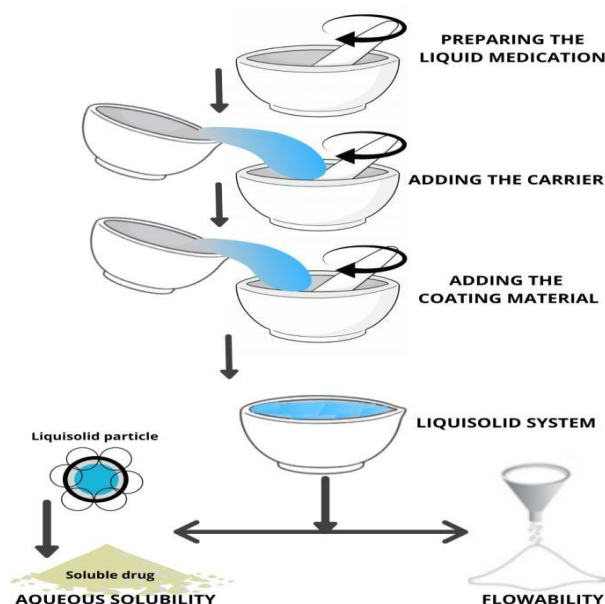 PREPARING THE
LIQUID MEDICATION
ADDING THE CARRIER
ADDING THE
COATING MATERIAL
LIQUISOLID SYSTEM
Liquisolid particle
Soluble drug
AQUEOUS SOLUBILITY
FLOWABILITY